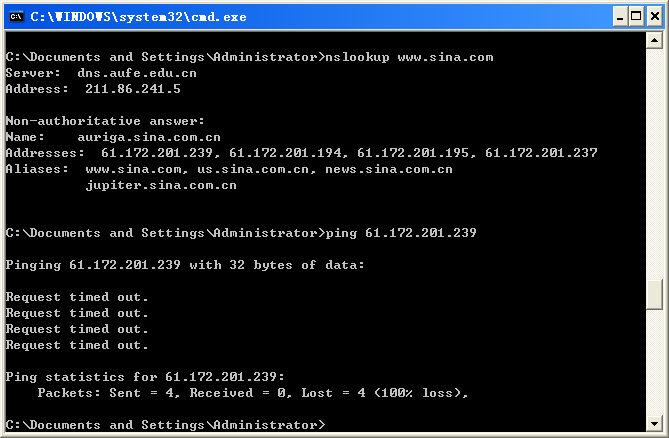 C:\WINDOWS\system32\cmd.exe
C:\Documents and Settings\Administrator>nslookup www.sina.com
Server:  dns.aufe.edu.cn
Address:  211.86.241.5
Non-authoritative answer:
Name:    auriga.sina.com.cn
Addresses:  61.172.201.239, 61.172.201.194, 61.172.201.195, 61.172.201.237
Aliases:  www.sina.com, us.sina.com.cn, news.sina.com.cn
          jupiter.sina.com.cn
C:\Documents and Settings\Administrator>ping 61.172.201.239
Pinging 61.172.201.239 with 32 bytes of data:
Request timed out.
Request timed out.
Request timed out.
Request timed out.
Ping statistics for 61.172.201.239:
    Packets: Sent = 4, Received = 0, Lost = 4 (100% loss),
C:\Documents and Settings\Administrator>